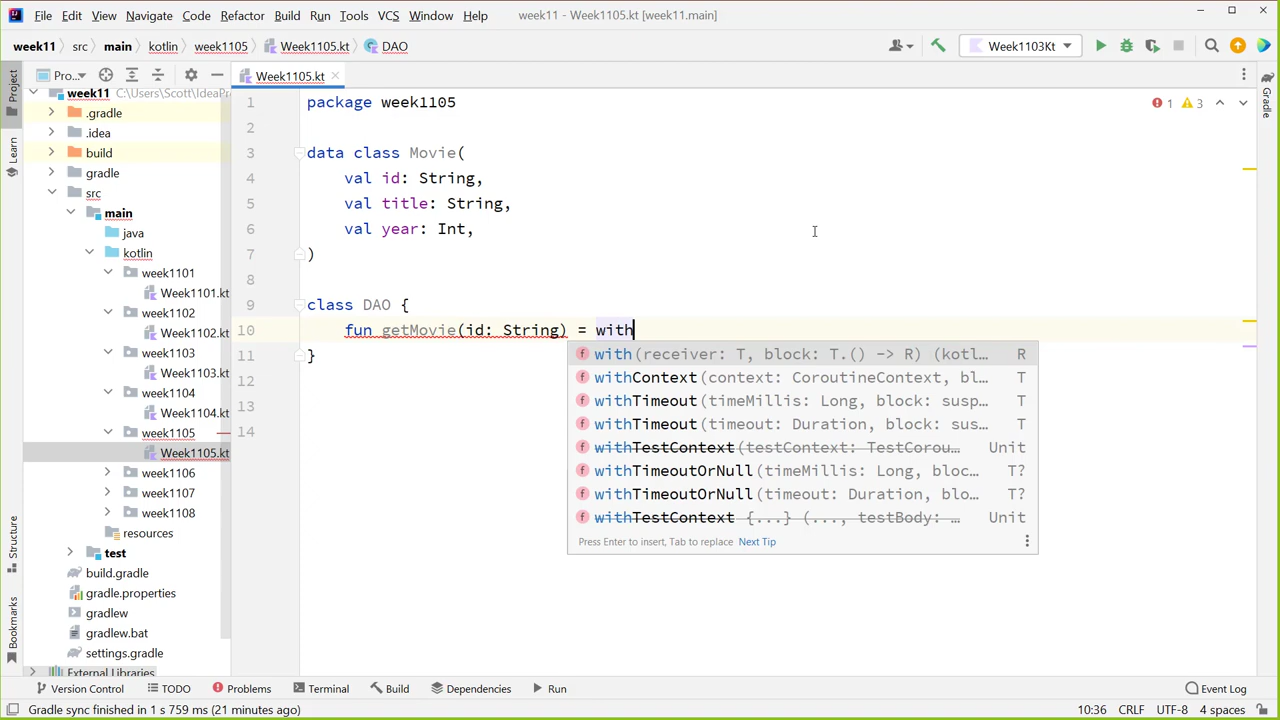 File Edit View Navigate Code Refactor Build Run Tools VCS Window Help week11 - Week1105.kt [week11.main]
week11 src main kotlin week1105 Week1105.kt DAO Week1103Kt
Pro... Week1105.kt
Project
Learn
Structure
Bookmarks
week11 C:\Users\Scott\IdeaPro
.gradle
.idea
build
gradle
src
main
java
kotlin
week1101
Week1101.kt
week1102
Week1102.kt
week1103
Week1103.kt
week1104
Week1104.kt
week1105
Week1105.kt
week1106
week1107
week1108
resources
test
build.gradle
gradle.properties
gradlew
gradlew.bat
settings.gradle
External Libraries
1 package week1105
2
3 data class Movie(
4 val id: String,
5 val title: String,
6 val year: Int,
7 )
8
9 class DAO {
10 fun getMovie(id: String) = with
11 }
12
13
14
1 3
Gradle
f with(receiver: T, block: T.() -> R) (kotl… R
f withContext(context: CoroutineContext, bl… T
f withTimeout(timeMillis: Long, block: susp… T
f withTimeout(timeout: Duration, block: sus… T
f withTestContext(testContext: TestCorou… Unit
f withTimeoutOrNull(timeMillis: Long, bloc… T?
f withTimeoutOrNull(timeout: Duration, blo… T?
f withTestContext {...} (..., testBody: … Unit
Press Enter to insert, Tab to replace Next Tip
Version Control TODO Problems Terminal Build Dependencies Run Event Log
Gradle sync finished in 1 s 759 ms (21 minutes ago) 10:36 CRLF UTF-8 4 spaces